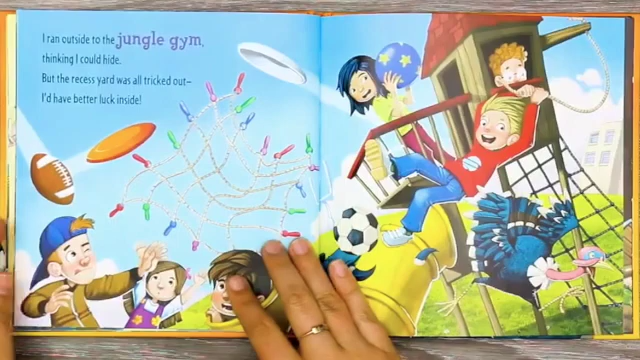 I ran outside to the jungle gym,
thinking I could hide.
But the recess yard was all tricked out–
I'd have better luck inside!